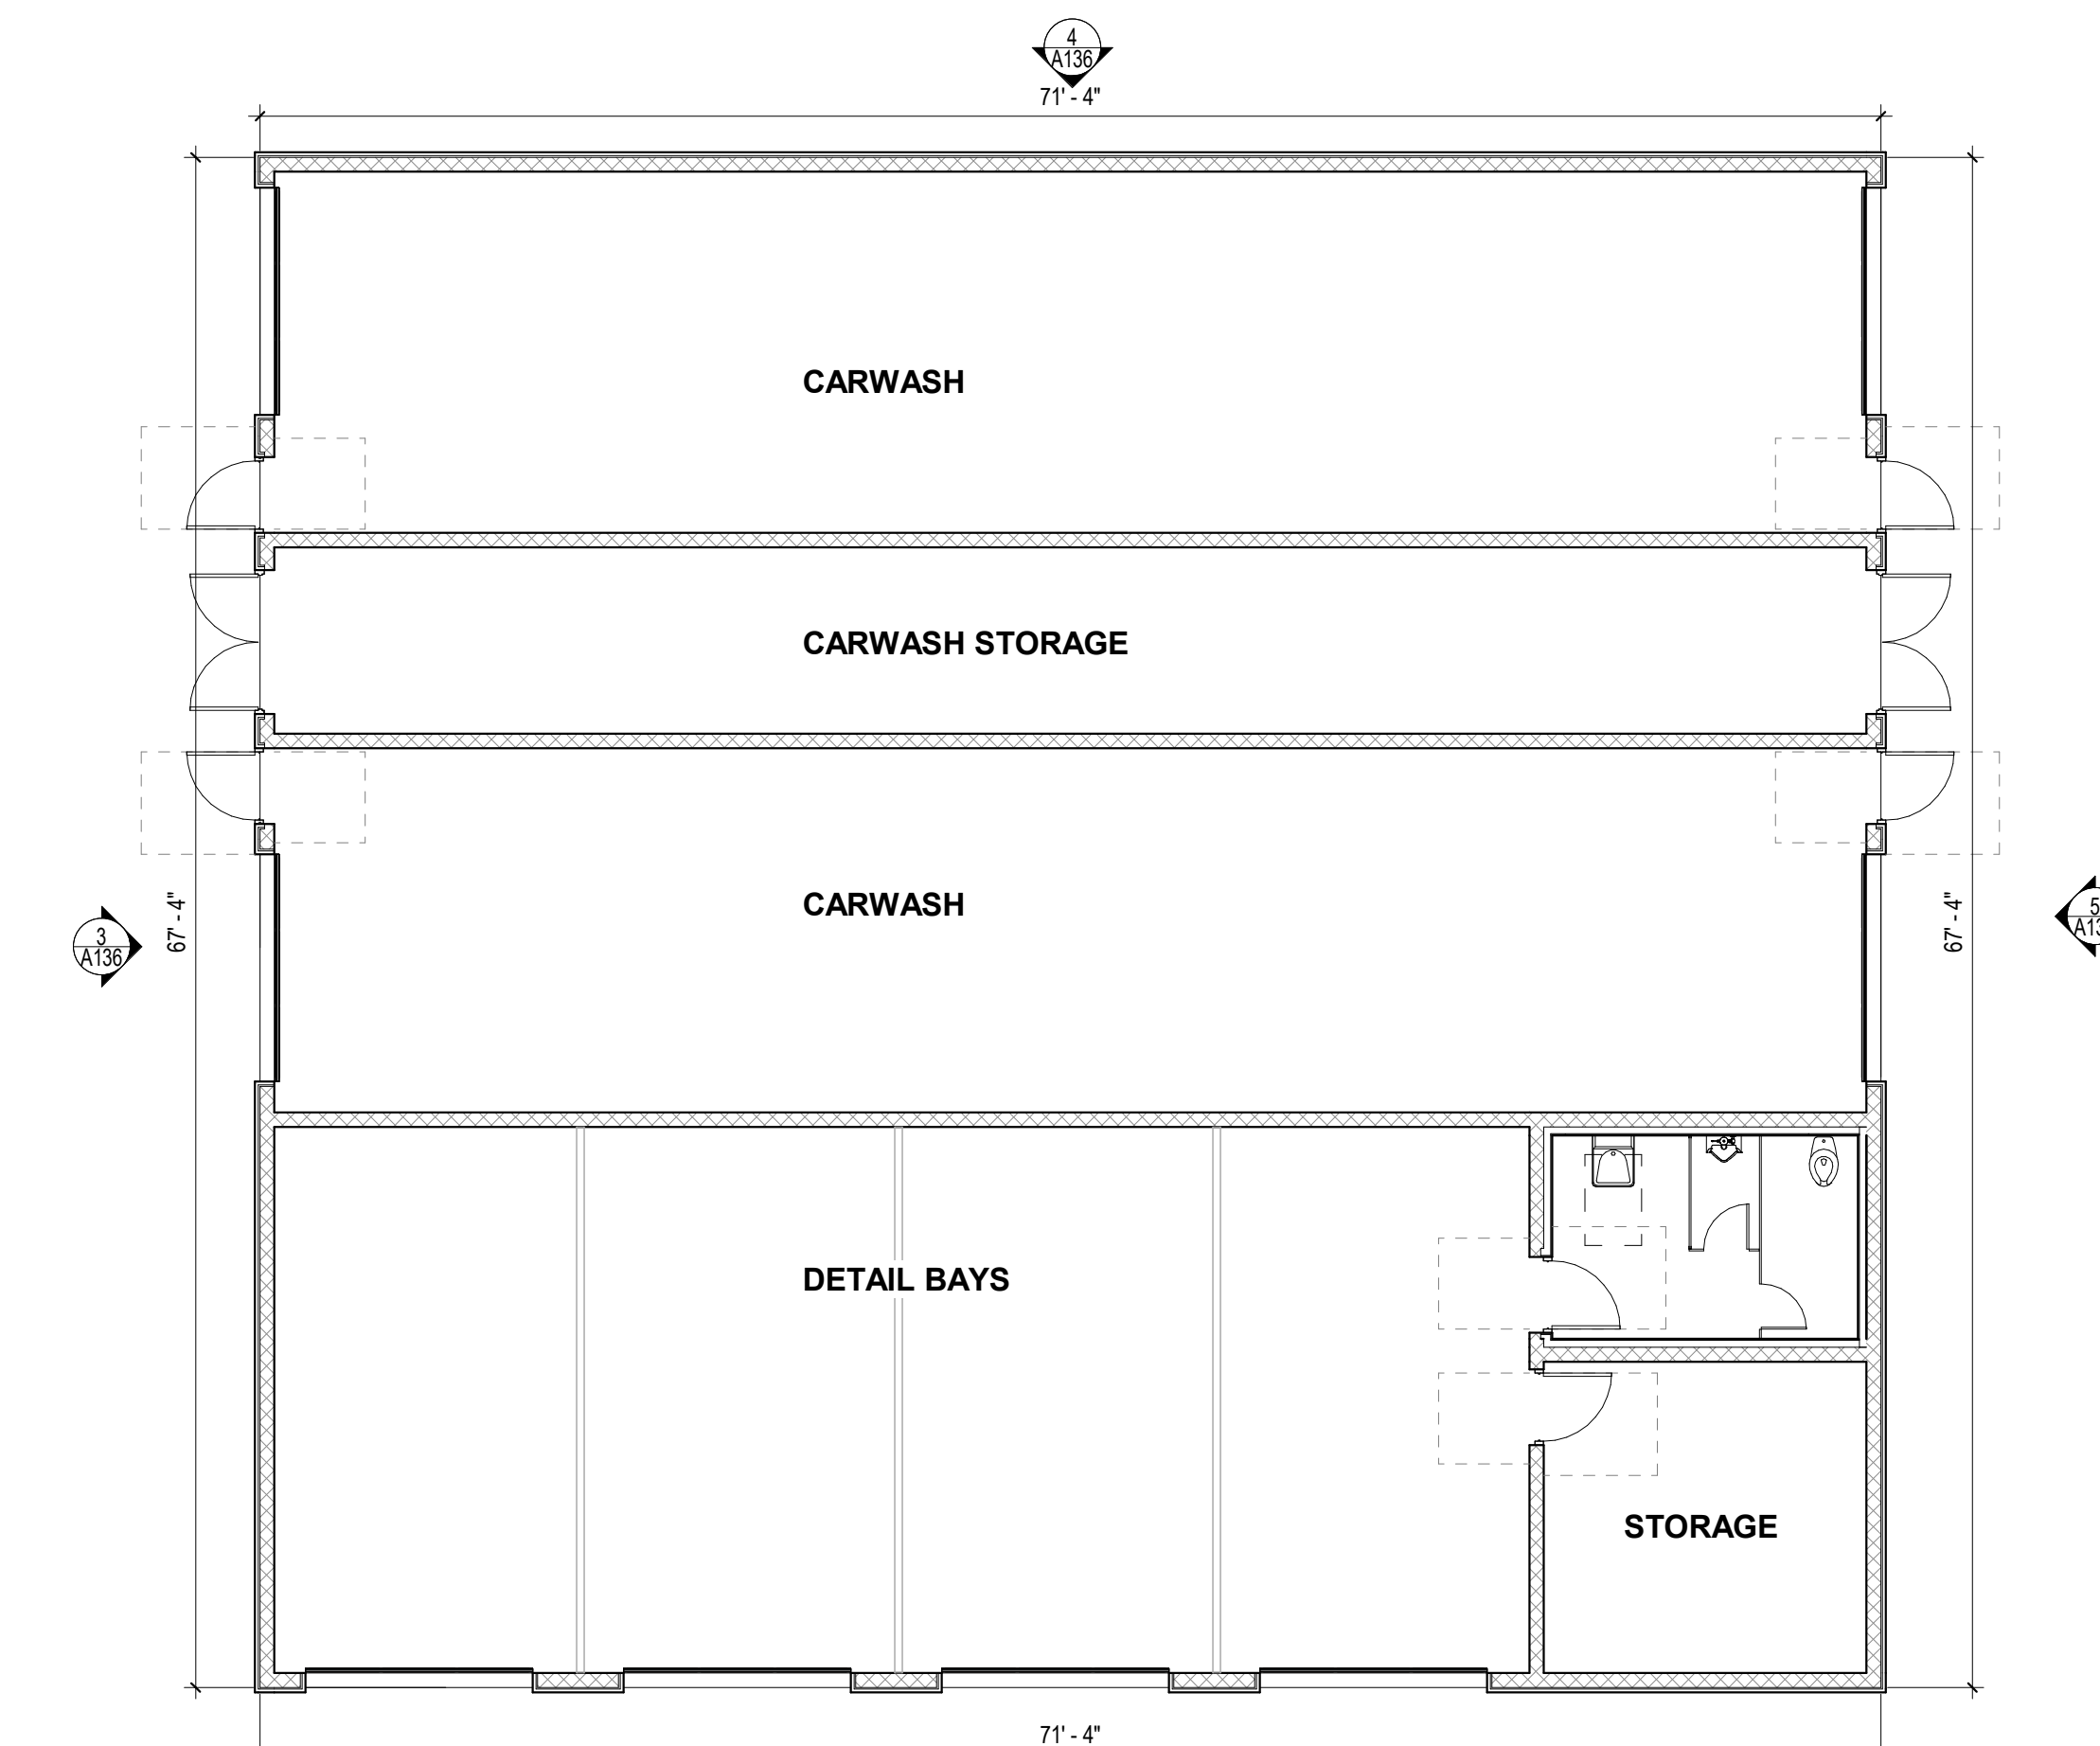 4
A136
71' - 4"
CARWASH
CARWASH STORAGE
CARWASH
3
A136
67' - 4"
67' - 4"
5
DETAIL BAYS
STORAGE
71' - 4"